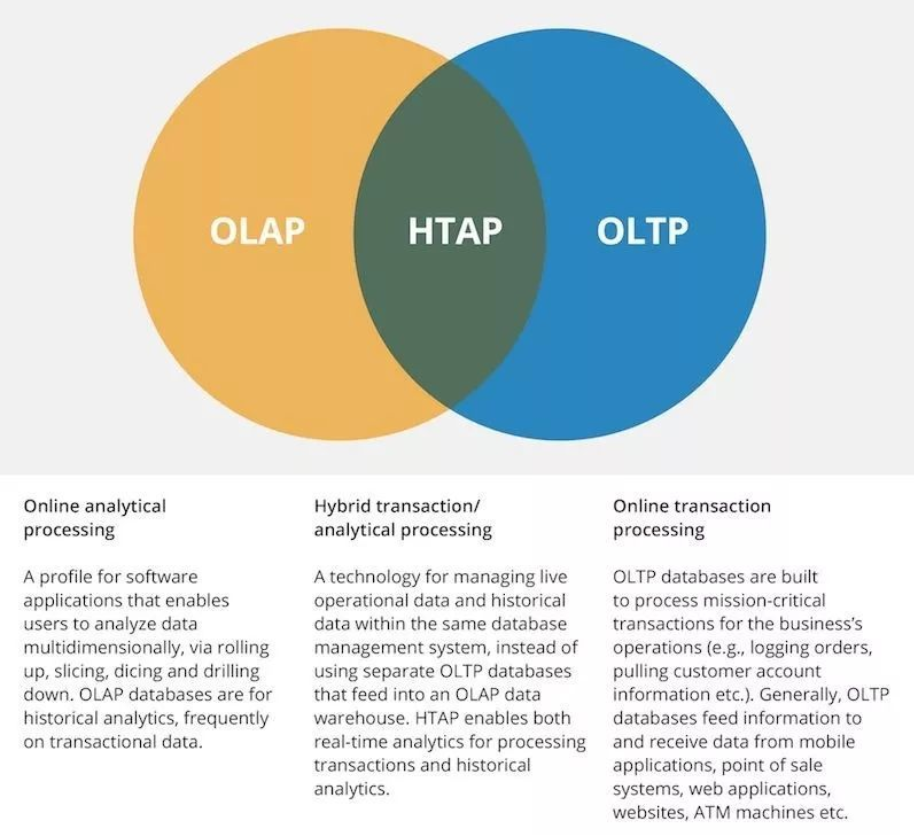 OLAP
HTAP
OLTP
Online analytical
processing
A profile for software
applications that enables
users to analyze data
multidimensionally, via rolling
up, slicing, dicing and drilling
down. OLAP databases are for
historical analytics, frequently
on transactional data.
Hybrid transaction/
analytical processing
A technology for managing live
operational data and historical
data within the same database
management system, instead of
using separate OLTP databases
that feed into an OLAP data
warehouse. HTAP enables both
real-time analytics for processing
transactions and historical
analytics.
Online transaction
processing
OLTP databases are built
to process mission-critical
transactions for the business’s
operations (e.g., logging orders,
pulling customer account
information etc.). Generally, OLTP
databases feed information to
and receive data from mobile
applications, point of sale
systems, web applications,
websites, ATM machines etc.